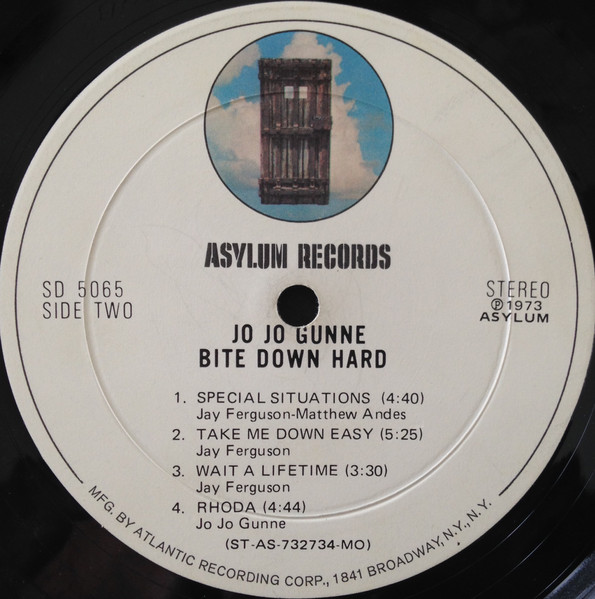 ASYLUM RECORDS
SD 5065
SIDE TWO
STEREO
Ⓟ1973
ASYLUM
JO JO GUNNE
BITE DOWN HARD
1. SPECIAL SITUATIONS (4:40)
Jay Ferguson-Matthew Andes
2. TAKE ME DOWN EASY (5:25)
Jay Ferguson
3. WAIT A LIFETIME (3:30)
Jay Ferguson
4. RHODA (4:44)
Jo Jo Gunne
(ST-AS-732734-MO)
MFG. BY ATLANTIC RECORDING CORP., 1841 BROADWAY, N.Y., N.Y.